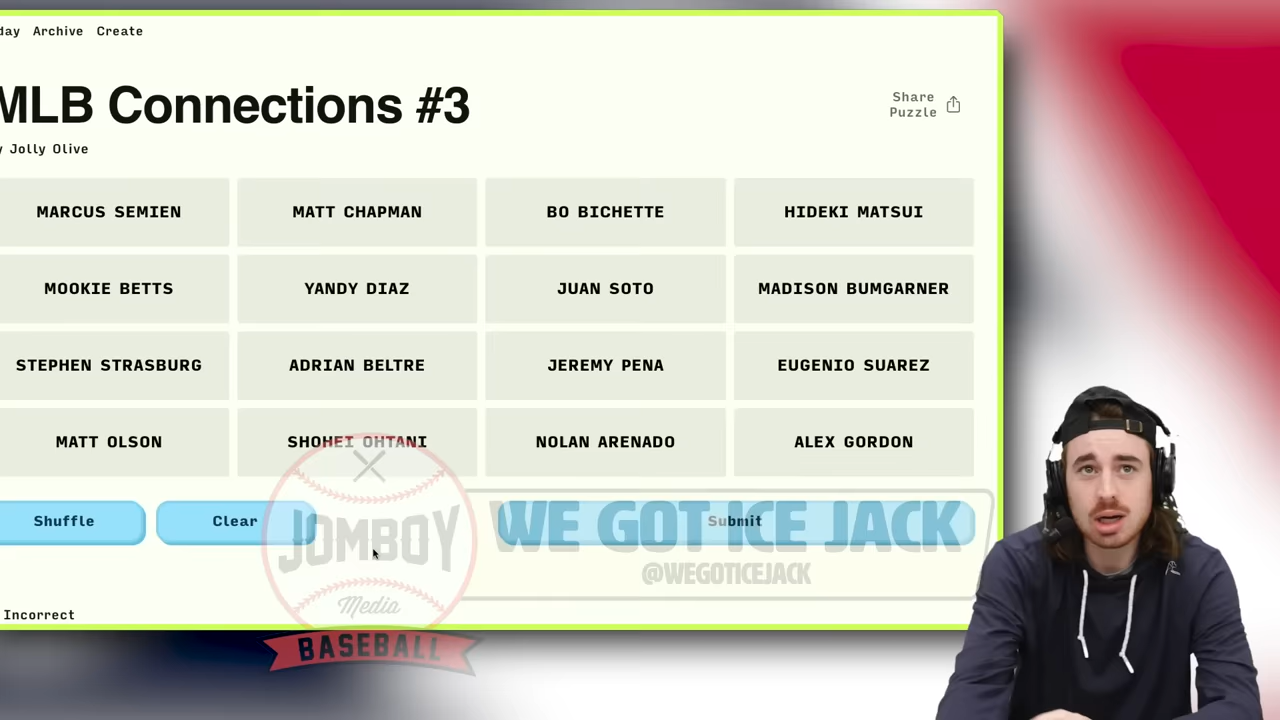 day Archive Create
MLB Connections #3
Share
Puzzle
y Jolly Olive
MARCUS SEMIEN
MATT CHAPMAN
BO BICHETTE
HIDEKI MATSUI
MOOKIE BETTS
YANDY DIAZ
JUAN SOTO
MADISON BUMGARNER
STEPHEN STRASBURG
ADRIAN BELTRE
JEREMY PENA
EUGENIO SUAREZ
MATT OLSON
SHOHEI OHTANI
NOLAN ARENADO
ALEX GORDON
Shuffle
Clear
Submit
JOMBOY
Media
BASEBALL
WE GOT ICE JACK
@WEGOTICEJACK
Incorrect